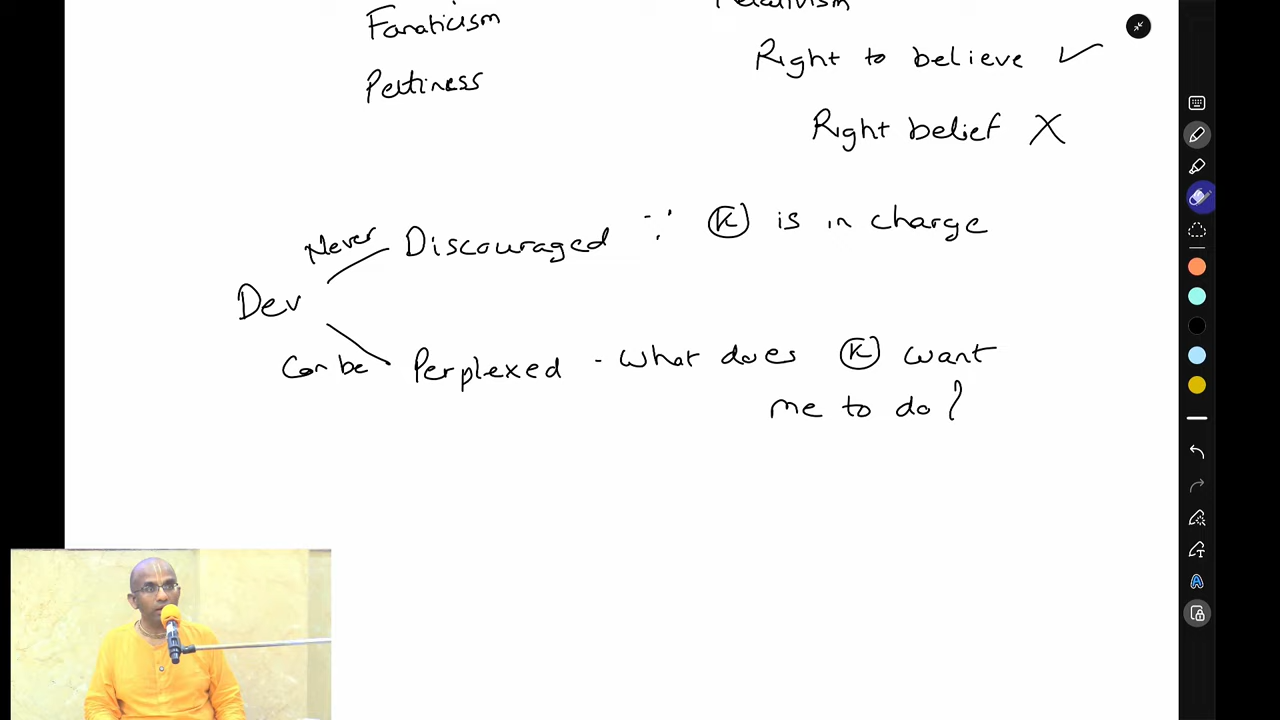 Fanaticism
Right to believe ✓
Pettiness
Right belief X
Never Discouraged ∵ Ⓚ is in charge
Dev
Can be Perplexed - What does Ⓚ want
me to do?